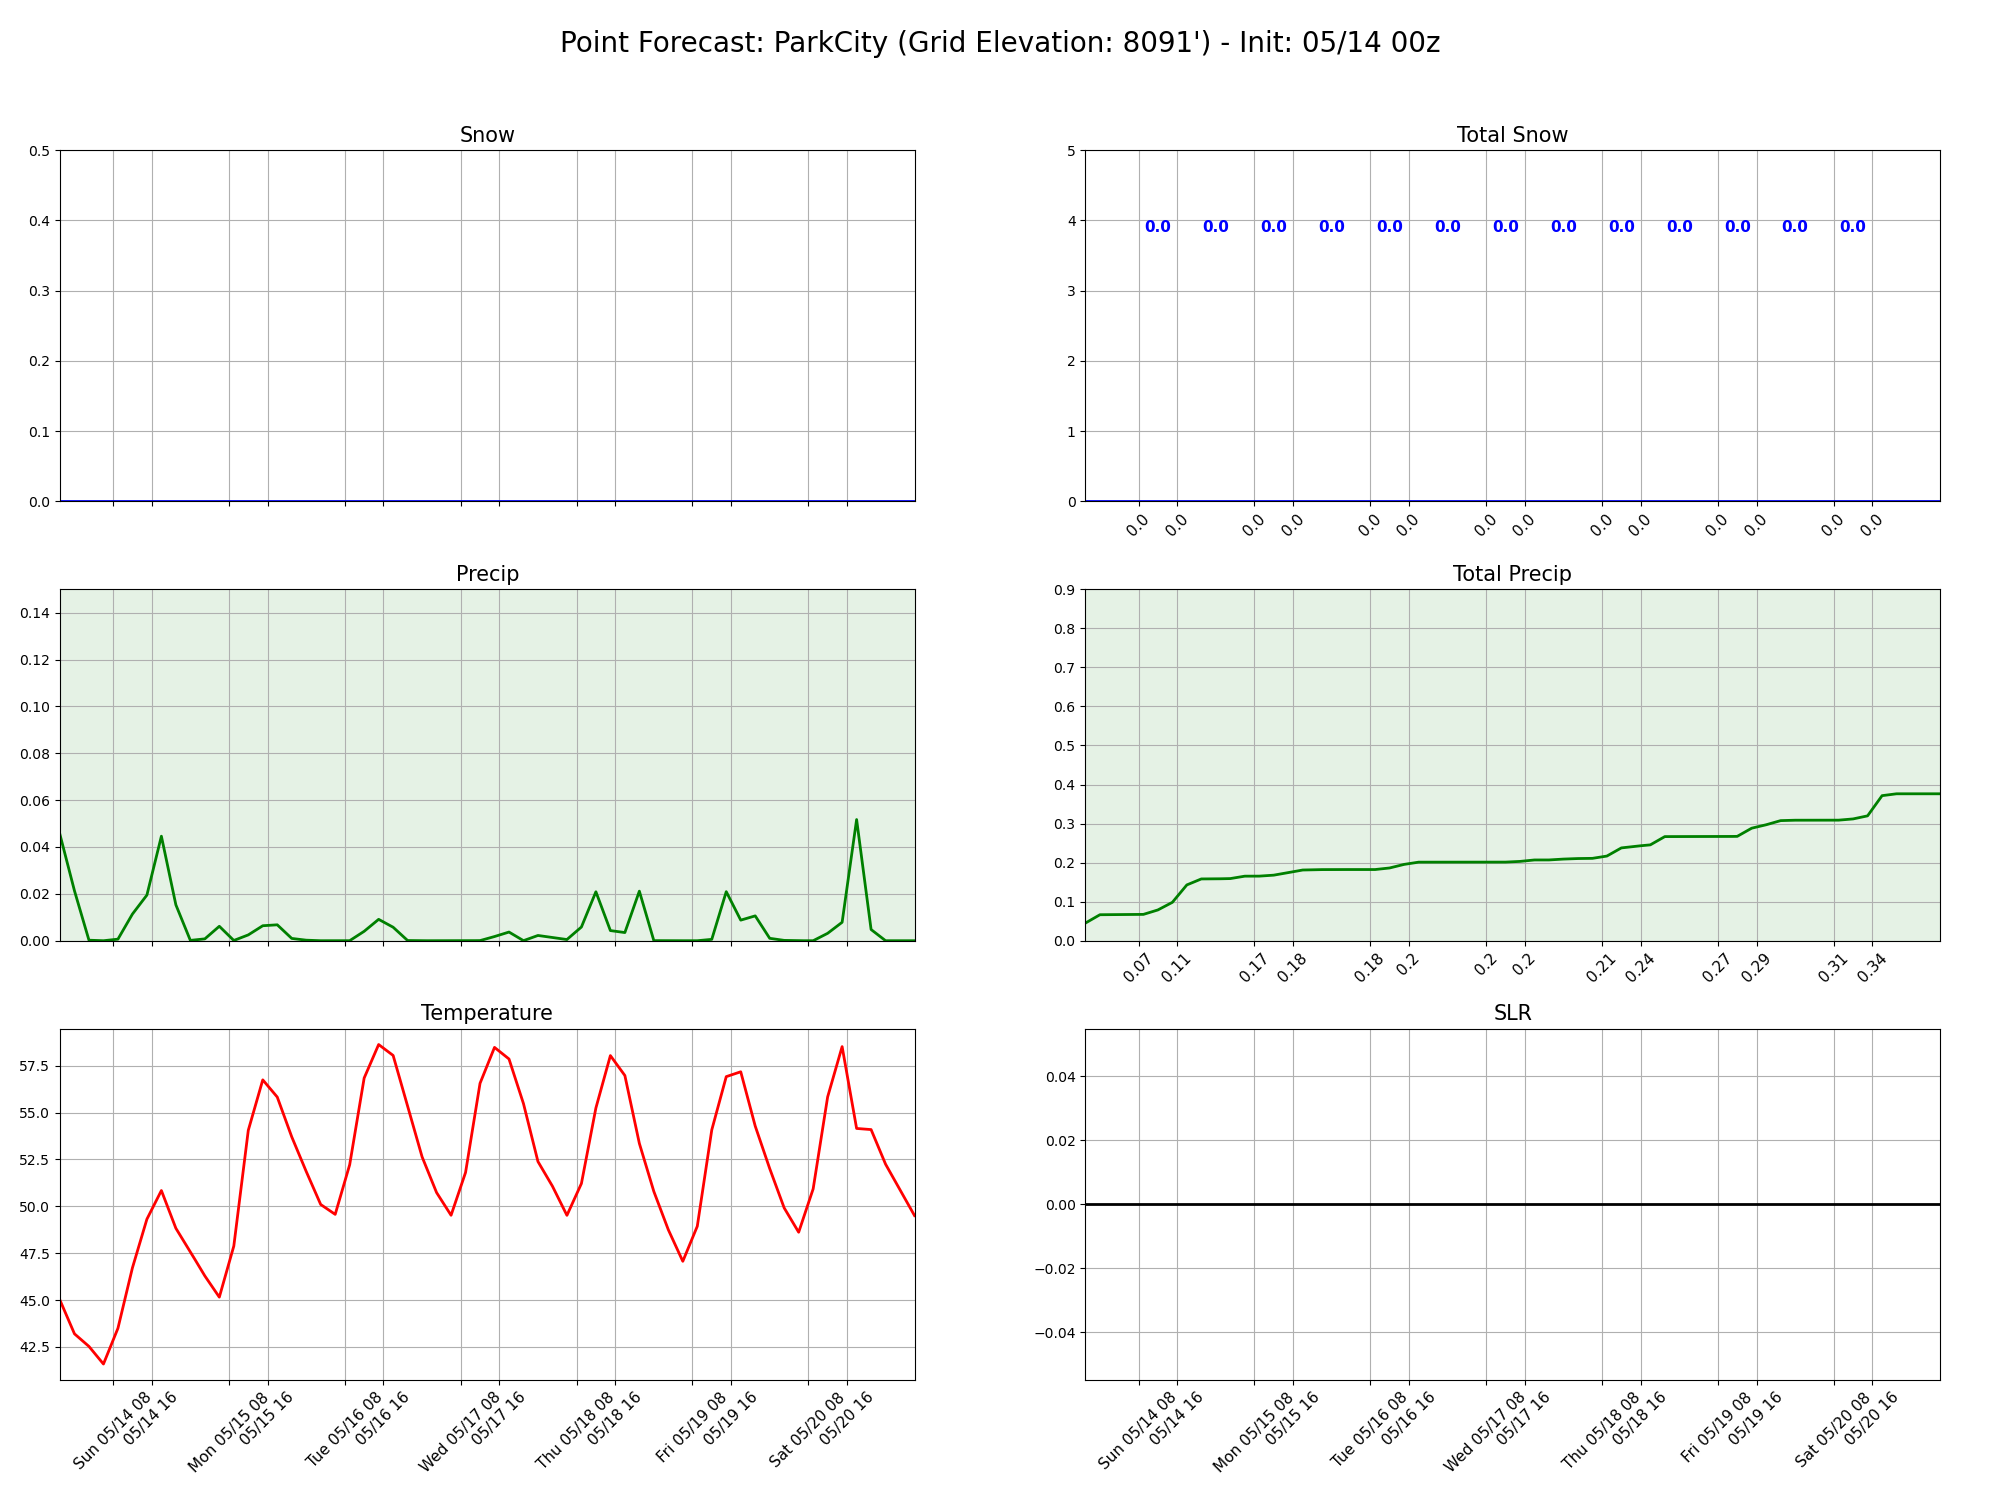 Point Forecast: ParkCity (Grid Elevation: 8091') - Init: 05/14 00z
Snow
0.5
0.4
0.3
0.2
0.1
0.0
Total Snow
5
4
3
2
1
0
0.0 0.0 0.0 0.0 0.0 0.0 0.0 0.0 0.0 0.0 0.0 0.0 0.0
0.0 0.0 0.0 0.0 0.0 0.0 0.0 0.0 0.0 0.0 0.0 0.0 0.0 0.0
Precip
0.14
0.12
0.10
0.08
0.06
0.04
0.02
0.00
Total Precip
0.9
0.8
0.7
0.6
0.5
0.4
0.3
0.2
0.1
0.0
0.07 0.11 0.17 0.18 0.18 0.2 0.2 0.2 0.21 0.24 0.27 0.29 0.31 0.34
Temperature
57.5
55.0
52.5
50.0
47.5
45.0
42.5
Sun 05/14 08
05/14 16
Mon 05/15 08
05/15 16
Tue 05/16 08
05/16 16
Wed 05/17 08
05/17 16
Thu 05/18 08
05/18 16
Fri 05/19 08
05/19 16
Sat 05/20 08
05/20 16
SLR
0.04
0.02
0.00
−0.02
−0.04
Sun 05/14 08
05/14 16
Mon 05/15 08
05/15 16
Tue 05/16 08
05/16 16
Wed 05/17 08
05/17 16
Thu 05/18 08
05/18 16
Fri 05/19 08
05/19 16
Sat 05/20 08
05/20 16